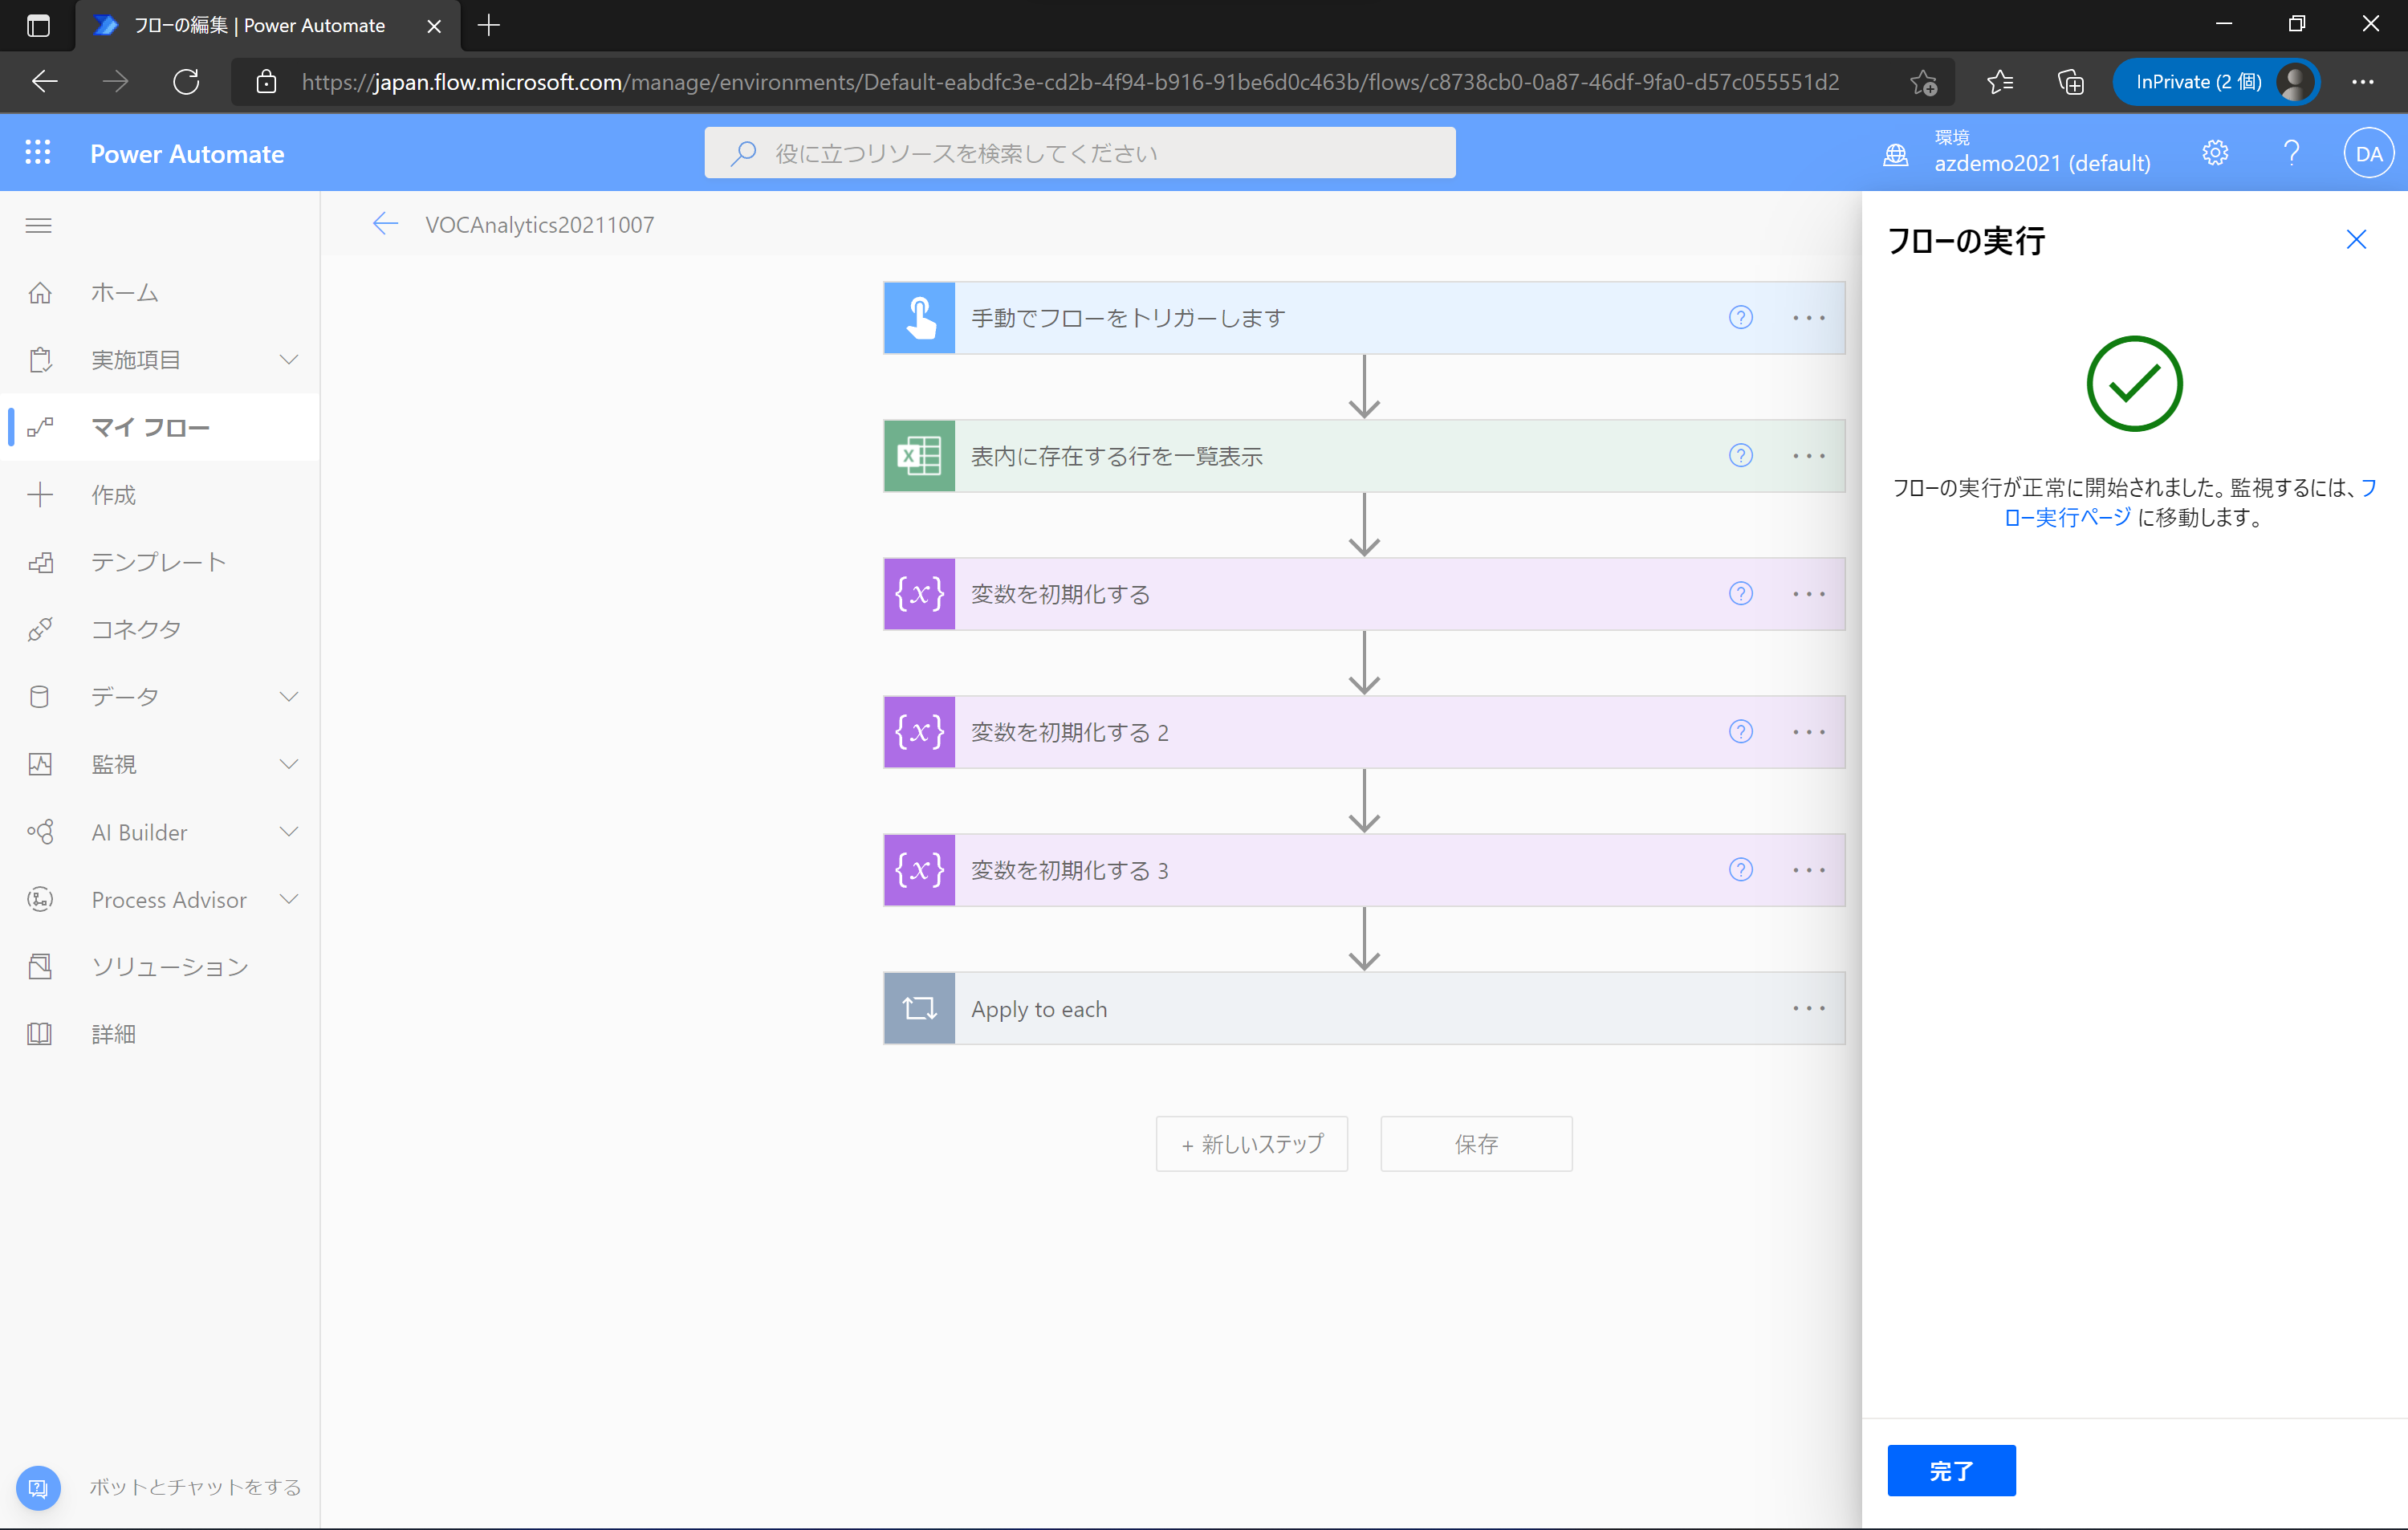 フローの編集 | Power Automate
https://japan.flow.microsoft.com/manage/environments/Default-eabdfc3e-cd2b-4f94-b916-91be6d0c463b/flows/c8738cb0-0a87-46df-9fa0-d57c055551d2
InPrivate (2 個)
Power Automate
役に立つリソースを検索してください
環境
azdemo2021 (default)
DA
VOCAnalytics20211007
ホーム
実施項目
マイ フロー
作成
テンプレート
コネクタ
データ
監視
AI Builder
Process Advisor
ソリューション
詳細
ボットとチャットをする
手動でフローをトリガーします
表内に存在する行を一覧表示
変数を初期化する
変数を初期化する 2
変数を初期化する 3
Apply to each
+ 新しいステップ
保存
フローの実行
フローの実行が正常に開始されました。監視するには、フ
ロー実行ページ に移動します。
完了